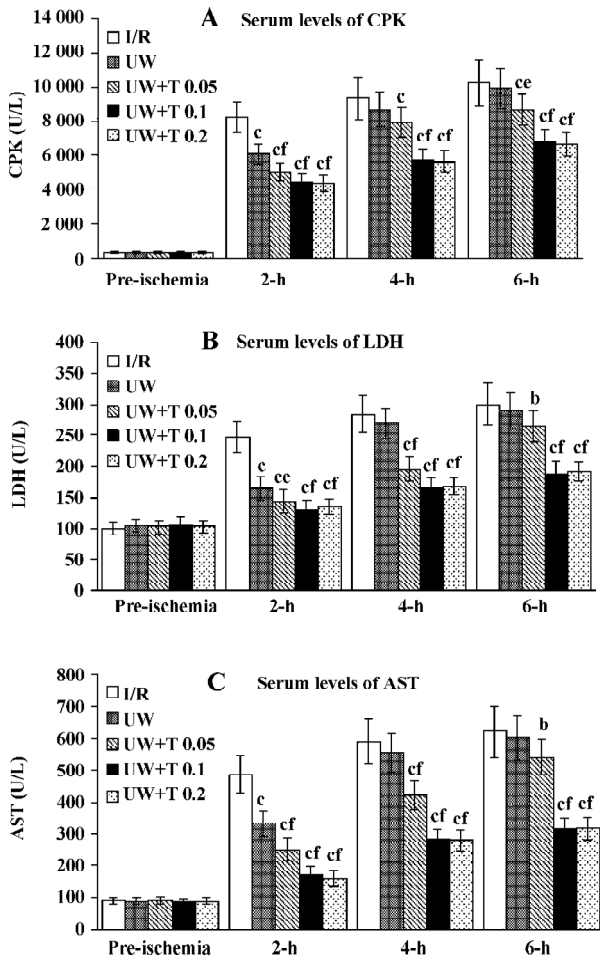 A Serum levels of CPK
14 000
12 000
10 000
8 000
6 000
4 000
2 000
0
CPK (U/L)
I/R
UW
UW+T 0.05
UW+T 0.1
UW+T 0.2
c cf cf cf
c cf cf
ce cf cf
Pre-ischemia 2-h 4-h 6-h
B Serum levels of LDH
400
350
300
250
200
150
100
50
0
LDH (U/L)
I/R
UW
UW+T 0.05
UW+T 0.1
UW+T 0.2
c cc cf cf
cf cf cf
b cf cf
Pre-ischemia 2-h 4-h 6-h
C Serum levels of AST
800
700
600
500
400
300
200
100
0
AST (U/L)
I/R
UW
UW+T 0.05
UW+T 0.1
UW+T 0.2
c cf cf cf
cf cf cf
b cf cf
Pre-ischemia 2-h 4-h 6-h